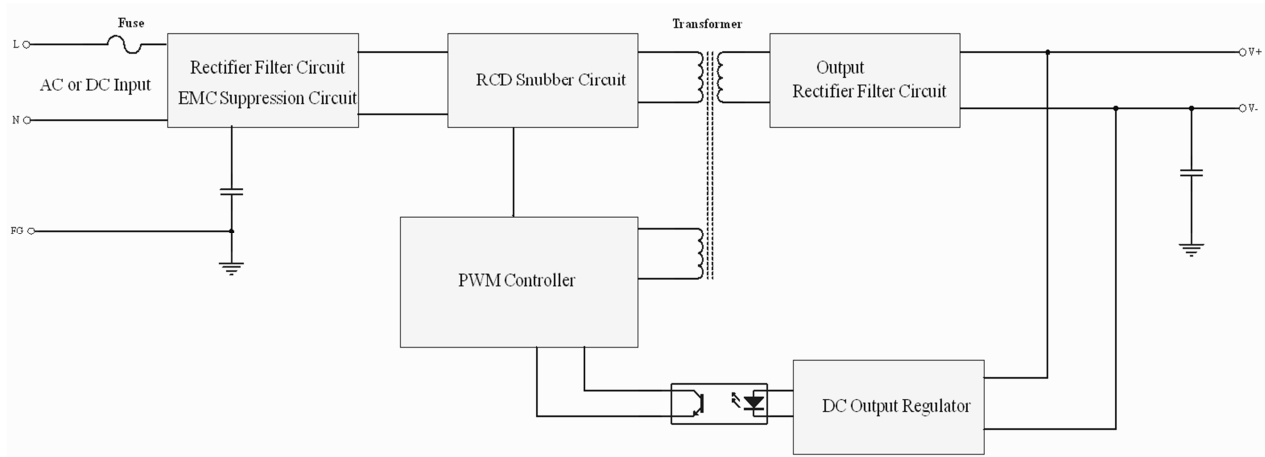 Fuse
Transformer
L
AC or DC Input
N
Rectifier Filter Circuit
EMC Suppression Circuit
RCD Snubber Circuit
Output
Rectifier Filter Circuit
V+
V-
FG
PWM Controller
DC Output Regulator